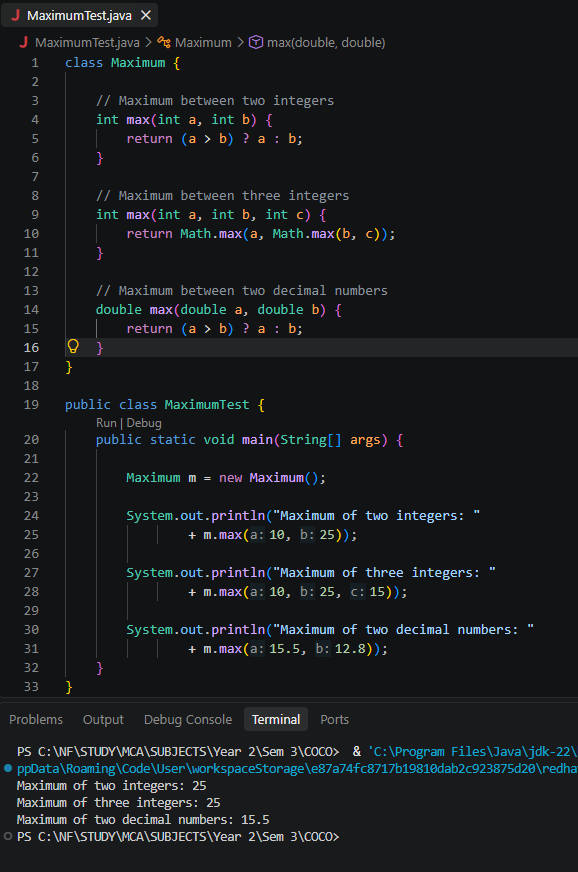 J MaximumTest.java ×
J MaximumTest.java > Maximum > max(double, double)
1 class Maximum {
2
3 // Maximum between two integers
4 int max(int a, int b) {
5 return (a > b) ? a : b;
6 }
7
8 // Maximum between three integers
9 int max(int a, int b, int c) {
10 return Math.max(a, Math.max(b, c));
11 }
12
13 // Maximum between two decimal numbers
14 double max(double a, double b) {
15 return (a > b) ? a : b;
16 }
17 }
18
19 public class MaximumTest {
Run | Debug
20 public static void main(String[] args) {
21
22 Maximum m = new Maximum();
23
24 System.out.println("Maximum of two integers: "
25 + m.max(a: 10, b: 25));
26
27 System.out.println("Maximum of three integers: "
28 + m.max(a: 10, b: 25, c: 15));
29
30 System.out.println("Maximum of two decimal numbers: "
31 + m.max(a: 15.5, b: 12.8));
32 }
33 }
Problems Output Debug Console Terminal Ports
PS C:\NF\STUDY\MCA\SUBJECTS\Year 2\Sem 3\COCO> & 'C:\Program Files\Java\jdk-22\
ppData\Roaming\Code\User\workspaceStorage\e87a74fc8717b19810dab2c923875d20\redha
Maximum of two integers: 25
Maximum of three integers: 25
Maximum of two decimal numbers: 15.5
PS C:\NF\STUDY\MCA\SUBJECTS\Year 2\Sem 3\COCO>